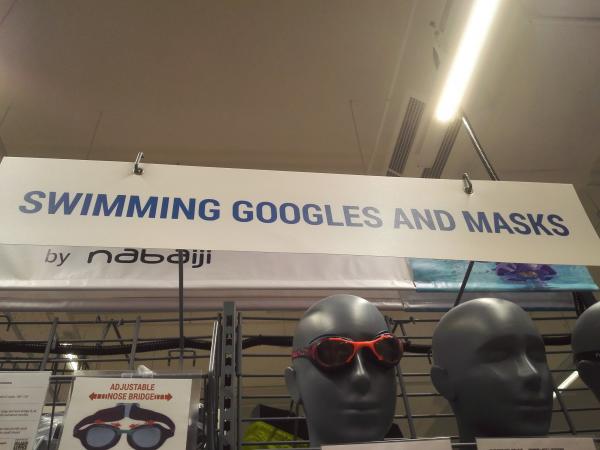 SWIMMING GOOGLES AND MASKS
by nabaiji
ADJUSTABLE
NOSE BRIDGE